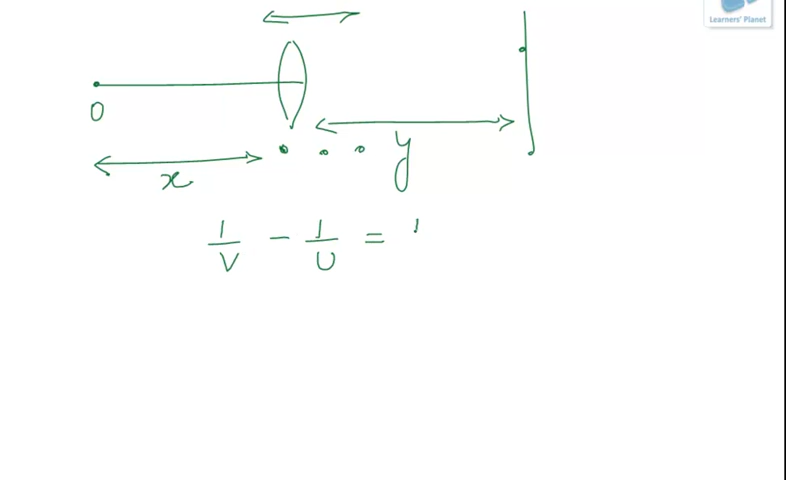 Learners' Planet
O
y
x
1/V - 1/U = '